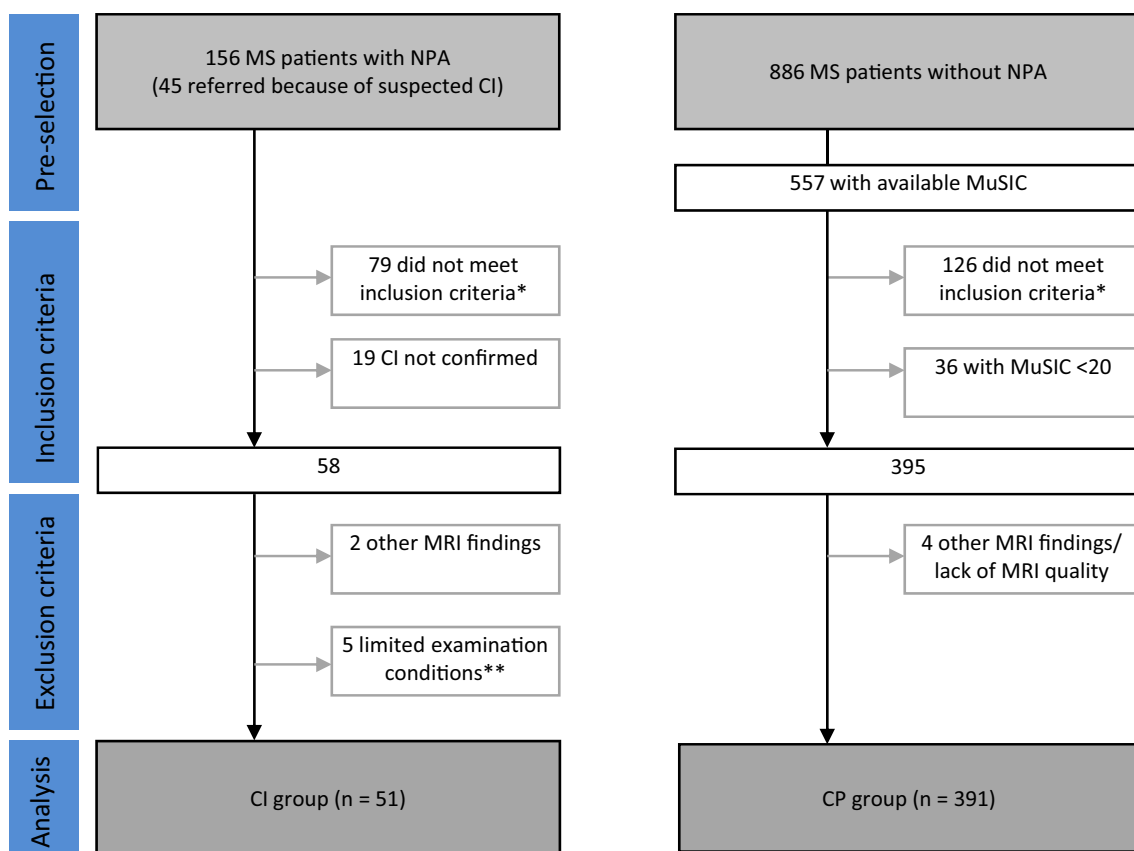 Pre-selection
156 MS patients with NPA
(45 referred because of suspected CI)
886 MS patients without NPA
557 with available MuSIC
Inclusion criteria
79 did not meet
inclusion criteria*
126 did not meet
inclusion criteria*
19 CI not confirmed
36 with MuSIC <20
58
395
Exclusion criteria
2 other MRI findings
4 other MRI findings/
lack of MRI quality
5 limited examination
conditions**
Analysis
CI group (n = 51)
CP group (n = 391)